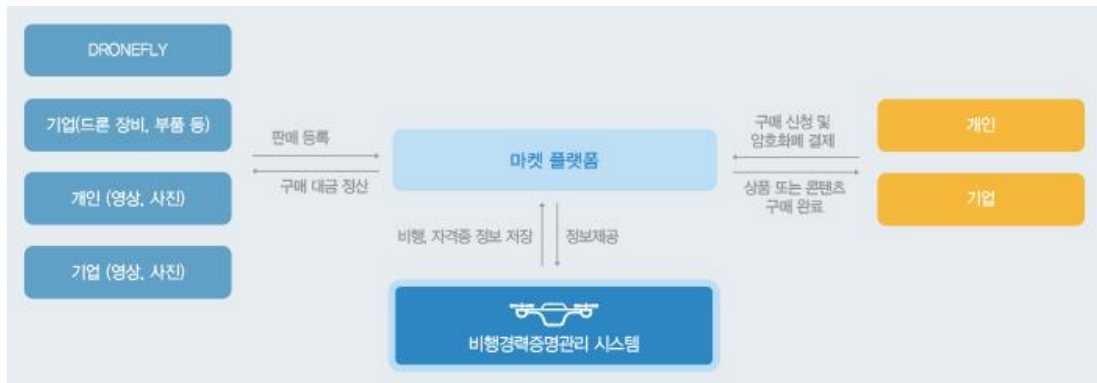 DRONEFLY
기업(드론 장비, 부품 등)
개인 (영상, 사진)
기업 (영상, 사진)
판매 등록
구매 대금 정산
마켓 플랫폼
구매 신청 및
암호화폐 결제
상품 또는 콘텐츠
구매 완료
개인
기업
비행, 자격증 정보 저장
정보제공
비행경력증명관리 시스템